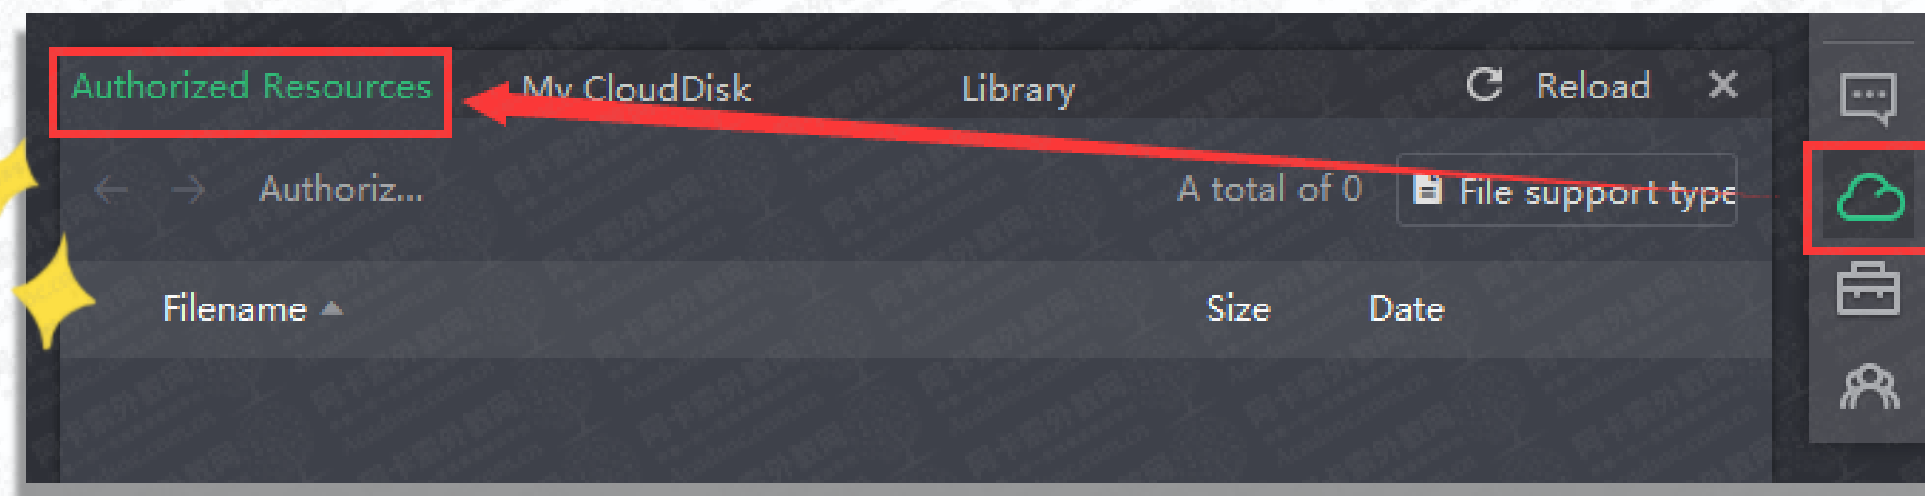 Authorized Resources My CloudDisk Library Reload
Authoriz... A total of 0 File support type
Filename Size Date